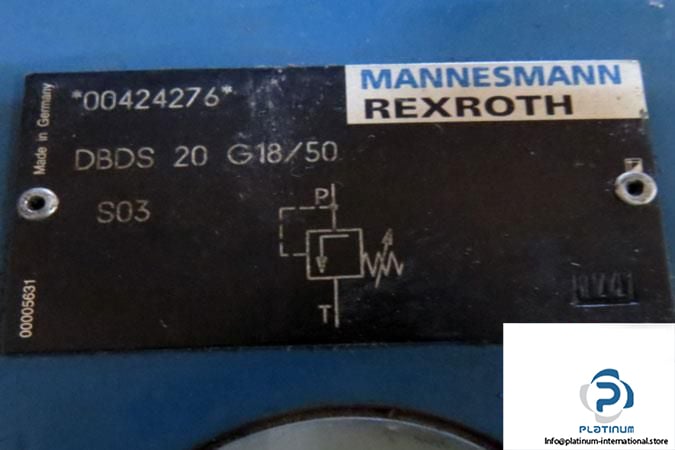 Made in Germany
*00424276*
MANNESMANN
REXROTH
DBDS 20 G18/50
S03
P
T
00005631
PLATINUM
Info@platinum-international.store